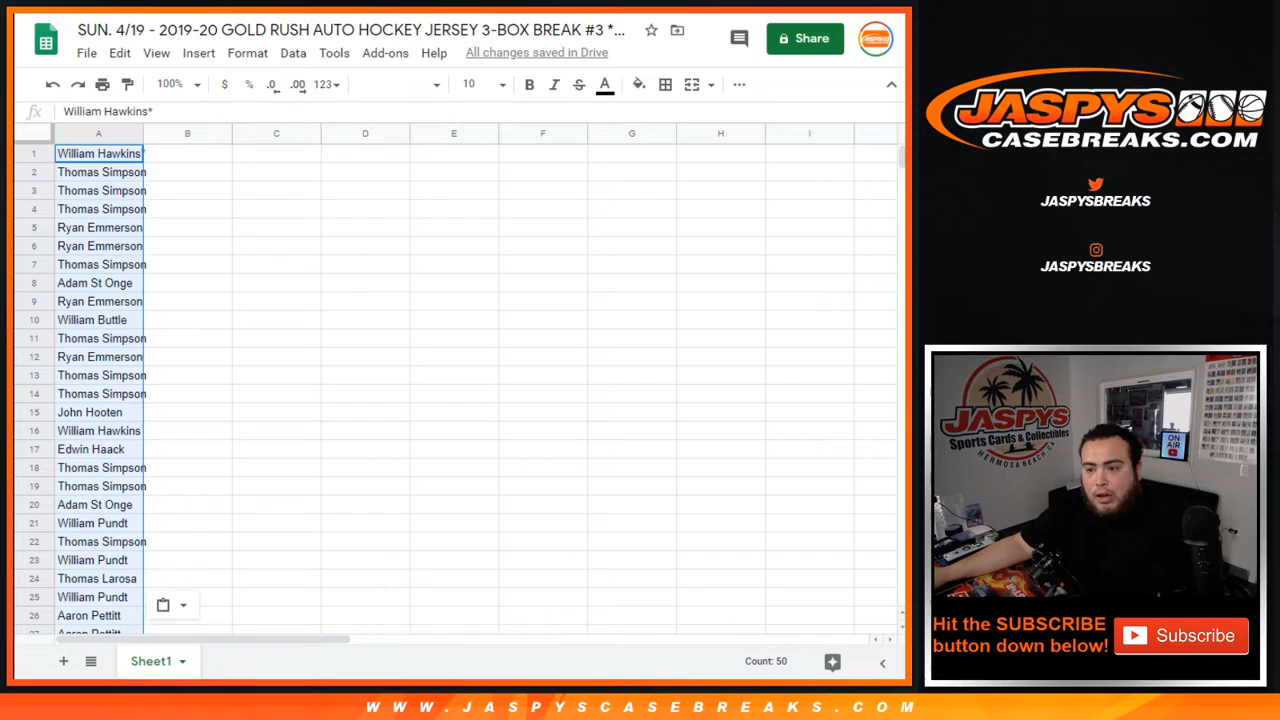 SUN. 4/19 - 2019-20 GOLD RUSH AUTO HOCKEY JERSEY 3-BOX BREAK #3 *...
File Edit View Insert Format Data Tools Add-ons Help All changes saved in Drive
Share
100% $ % .0 .00 123 10 B I S A
fx William Hawkins*
A B C D E F G H I
1 William Hawkins*
2 Thomas Simpson
3 Thomas Simpson
4 Thomas Simpson
5 Ryan Emmerson
6 Ryan Emmerson
7 Thomas Simpson
8 Adam St Onge
9 Ryan Emmerson
10 William Buttle
11 Thomas Simpson
12 Ryan Emmerson
13 Thomas Simpson
14 Thomas Simpson
15 John Hooten
16 William Hawkins
17 Edwin Haack
18 Thomas Simpson
19 Thomas Simpson
20 Adam St Onge
21 William Pundt
22 Thomas Simpson
23 William Pundt
24 Thomas Larosa
25 William Pundt
26 Aaron Pettitt
27 Aaron Pettitt
Sheet1
Count: 50
JASPYS
CASEBREAKS.COM
JASPYSBREAKS
JASPYSBREAKS
JASPYS
Sports Cards & Collectibles
HERMOSA BEACH, CA
ON
AIR
Hit the SUBSCRIBE
button down below!
Subscribe
WWW.JASPYSCASEBREAKS.COM